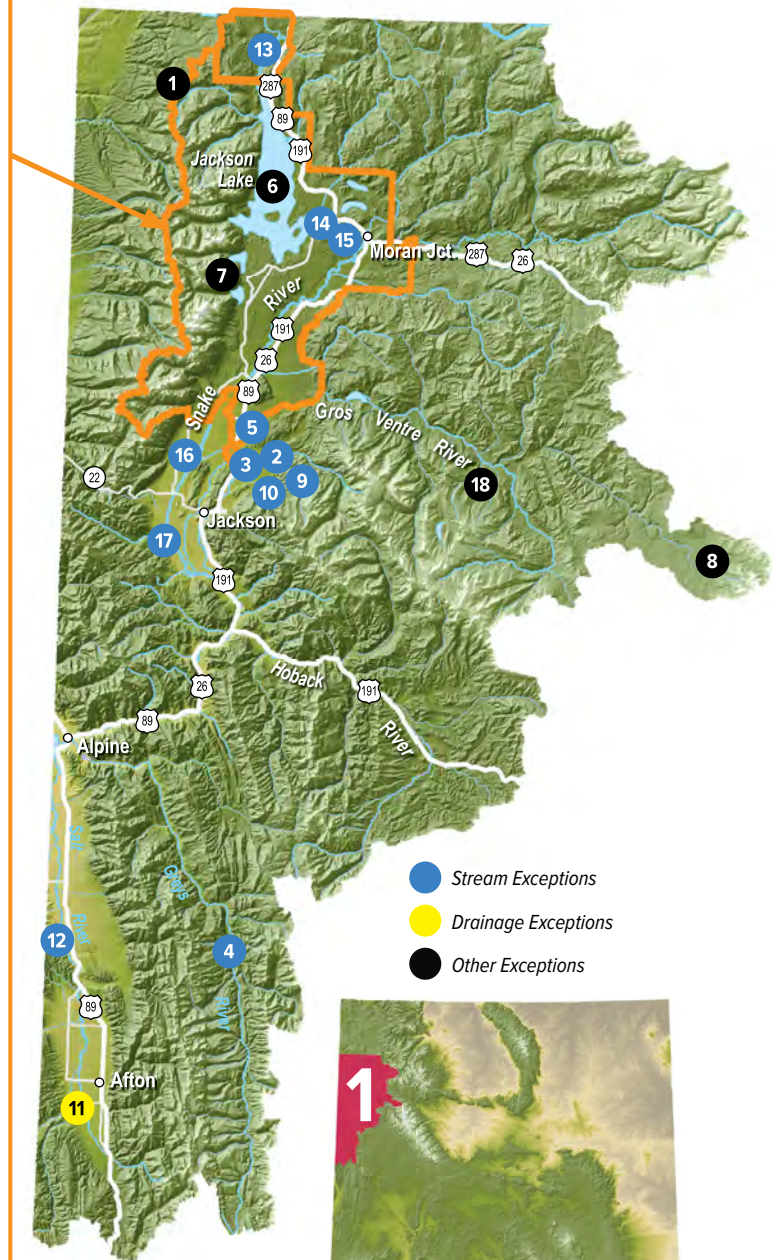 13
1
287
89
191
Jackson
Lake
6
14
15
Moran Jct.
287
26
7
River
191
26
89
Snake
Gros Ventre River
5
16
3
2
22
10
9
18
Jackson
17
8
191
Hoback
River
26
191
89
Alpine
Salt
River
Greys
River
Stream Exceptions
Drainage Exceptions
12
4
Other Exceptions
89
1
Afton
11